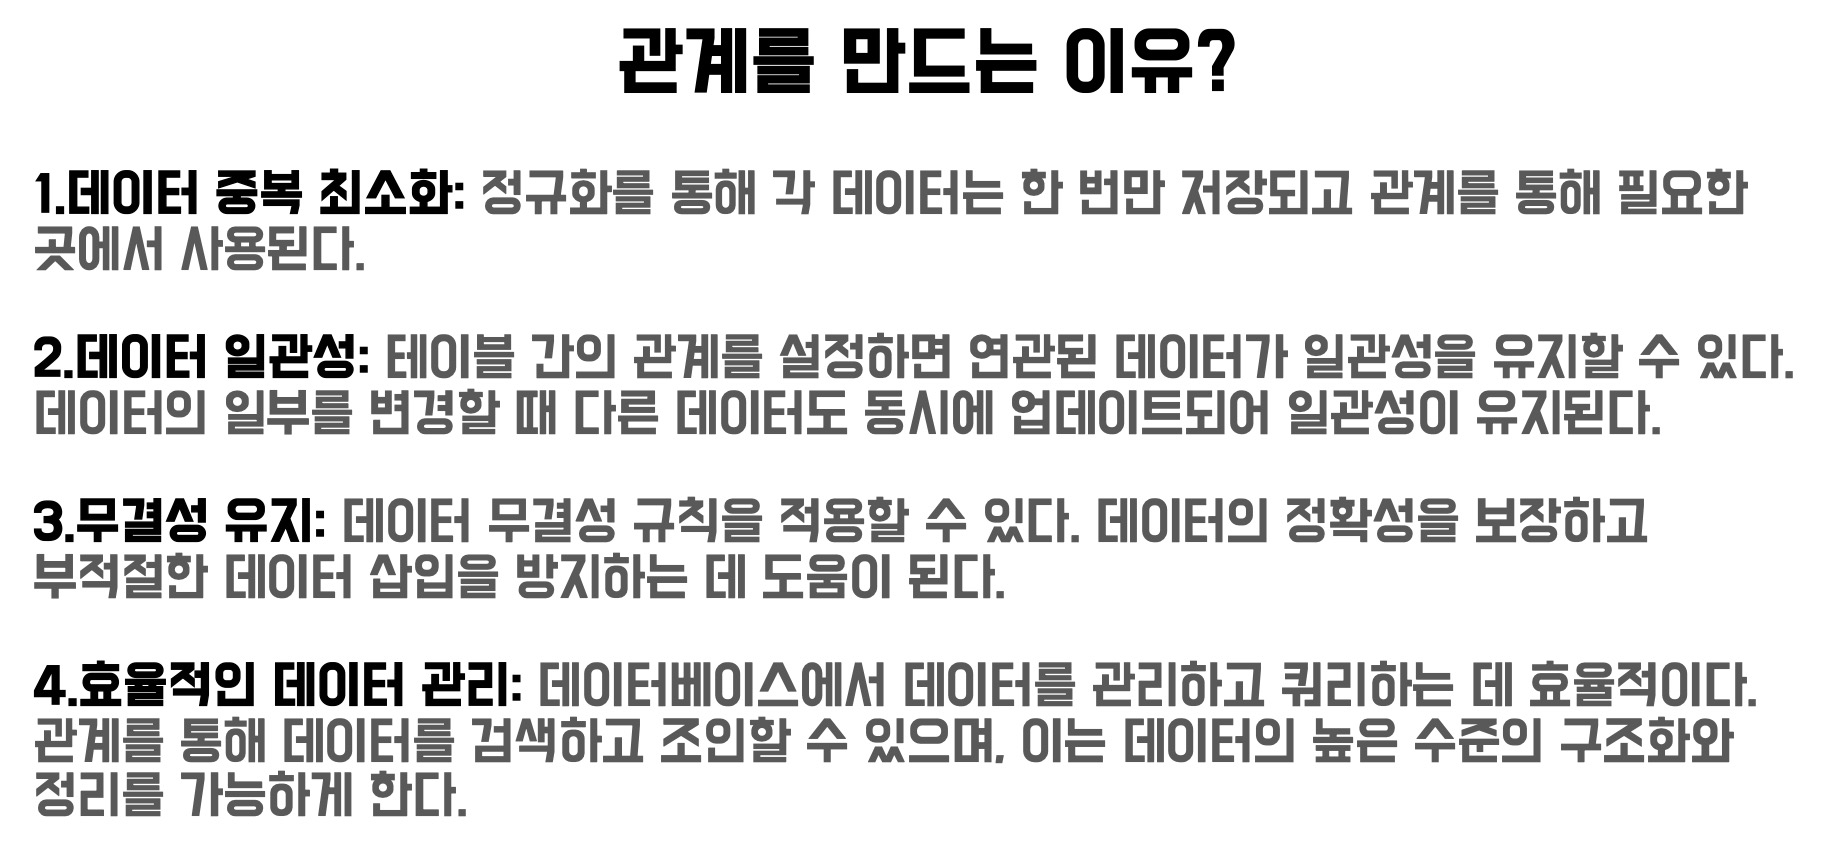 관계를 만드는 이유?
1.데이터 중복 최소화: 정규화를 통해 각 데이터는 한 번만 저장되고 관계를 통해 필요한
곳에서 사용된다.
2.데이터 일관성: 테이블 간의 관계를 설정하면 연관된 데이터가 일관성을 유지할 수 있다.
데이터의 일부를 변경할 때 다른 데이터도 동시에 업데이트되어 일관성이 유지된다.
3.무결성 유지: 데이터 무결성 규칙을 적용할 수 있다. 데이터의 정확성을 보장하고
부적절한 데이터 삽입을 방지하는 데 도움이 된다.
4.효율적인 데이터 관리: 데이터베이스에서 데이터를 관리하고 쿼리하는 데 효율적이다.
관계를 통해 데이터를 검색하고 조인할 수 있으며, 이는 데이터의 높은 수준의 구조화와
정리를 가능하게 한다.